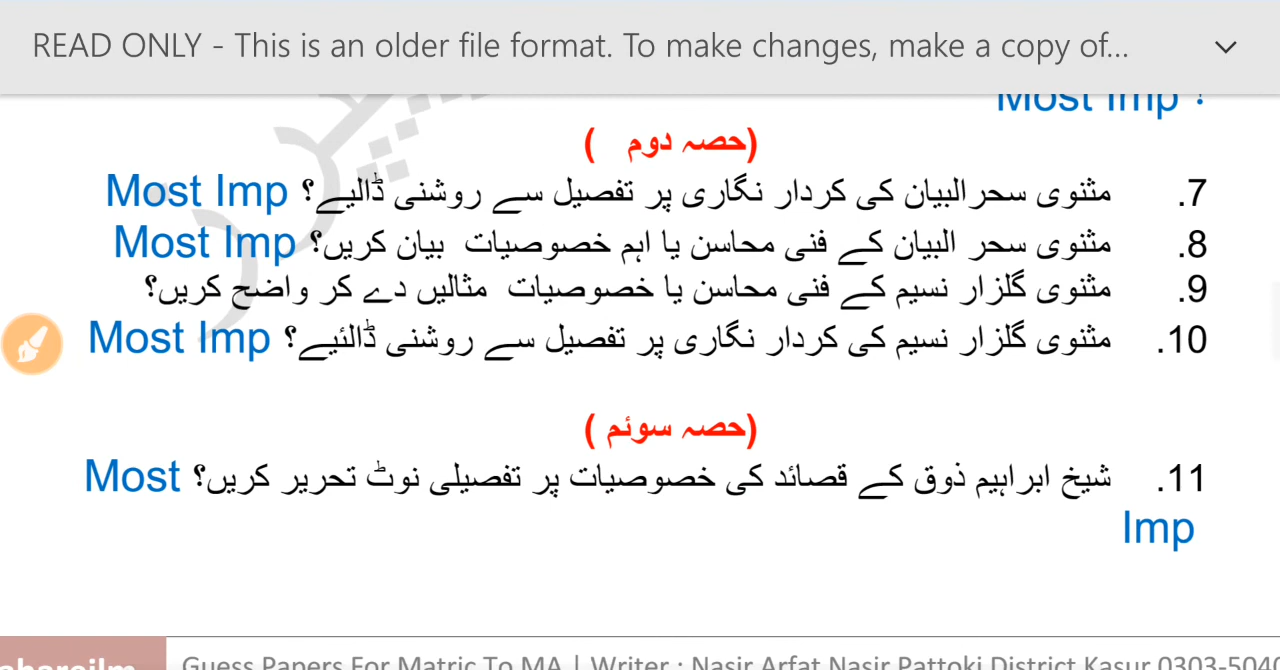 READ ONLY - This is an older file format. To make changes, make a copy of...
Most Imp ؟
(حصہ دوم )
7. مثنوی سحرالبیان کی کردار نگاری پر تفصیل سے روشنی ڈالیے؟ Most Imp
8. مثنوی سحر البیان کے فنی محاسن یا اہم خصوصیات بیان کریں؟ Most Imp
9. مثنوی گلزار نسیم کے فنی محاسن یا خصوصیات مثالیں دے کر واضح کریں؟
10. مثنوی گلزار نسیم کی کردار نگاری پر تفصیل سے روشنی ڈالئیے؟ Most Imp
(حصہ سوئم )
11. شیخ ابراہیم ذوق کے قصائد کی خصوصیات پر تفصیلی نوٹ تحریر کریں؟ Most
Imp
Guess Papers For Matric To MA | Writer : Nasir Arfat Nasir Pattoki District Kasur 0303-504